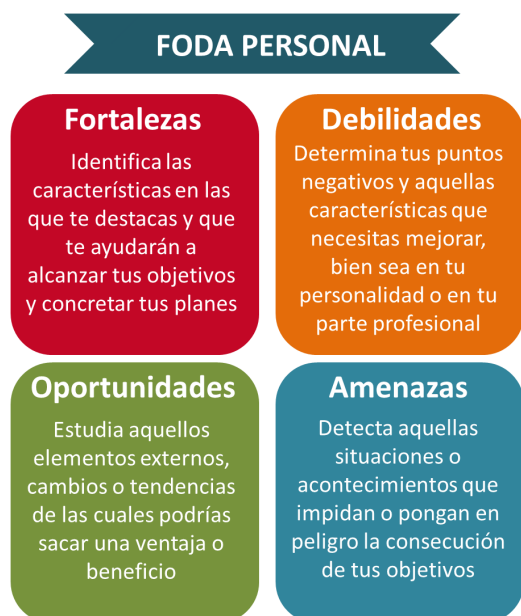 FODA PERSONAL
Fortalezas
Identifica las
características en las
que te destacas y que
te ayudarán a
alcanzar tus objetivos
y concretar tus planes
Debilidades
Determina tus puntos
negativos y aquellas
características que
necesitas mejorar,
bien sea en tu
personalidad o en tu
parte profesional
Oportunidades
Estudia aquellos
elementos externos,
cambios o tendencias
de las cuales podrías
sacar una ventaja o
beneficio
Amenazas
Detecta aquellas
situaciones o
acontecimientos que
impidan o pongan en
peligro la consecución
de tus objetivos